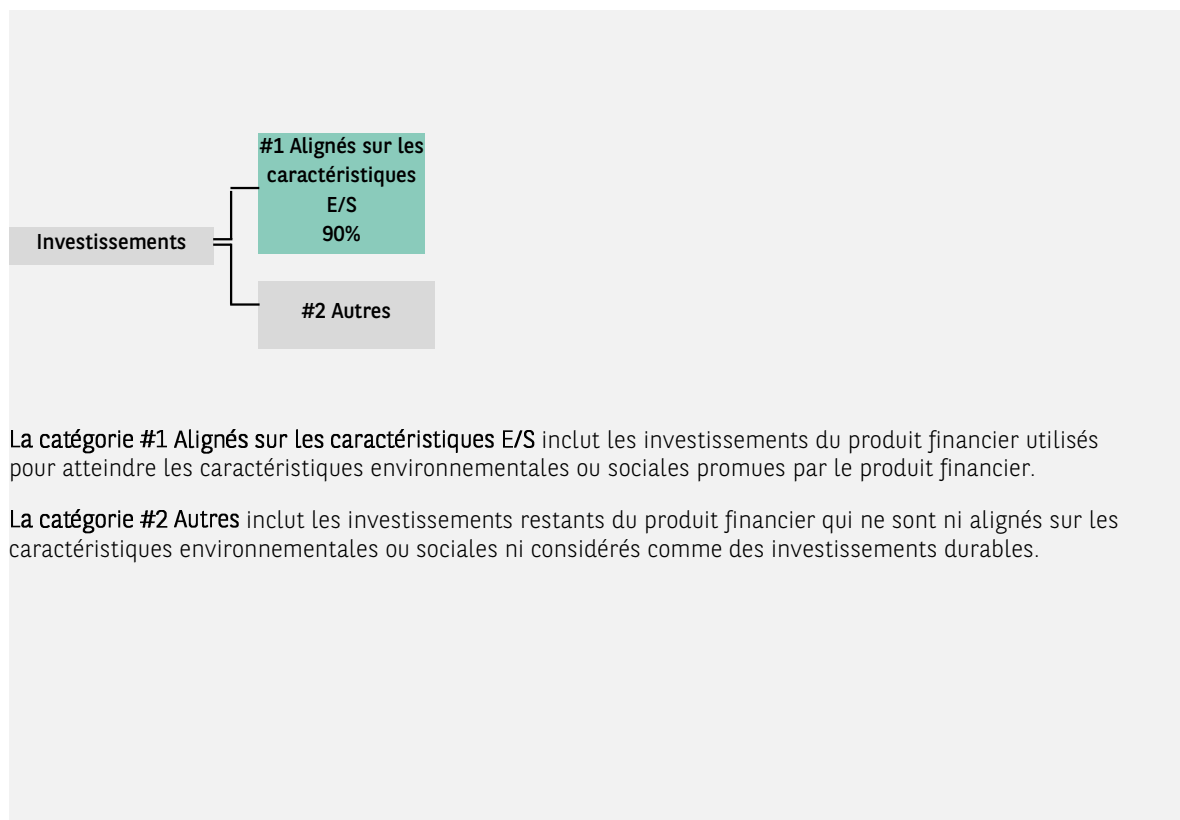 #1 Alignés sur les
caractéristiques
E/S
90%
Investissements
#2 Autres
La catégorie #1 Alignés sur les caractéristiques E/S inclut les investissements du produit financier utilisés
pour atteindre les caractéristiques environnementales ou sociales promues par le produit financier.
La catégorie #2 Autres inclut les investissements restants du produit financier qui ne sont ni alignés sur les
caractéristiques environnementales ou sociales ni considérés comme des investissements durables.